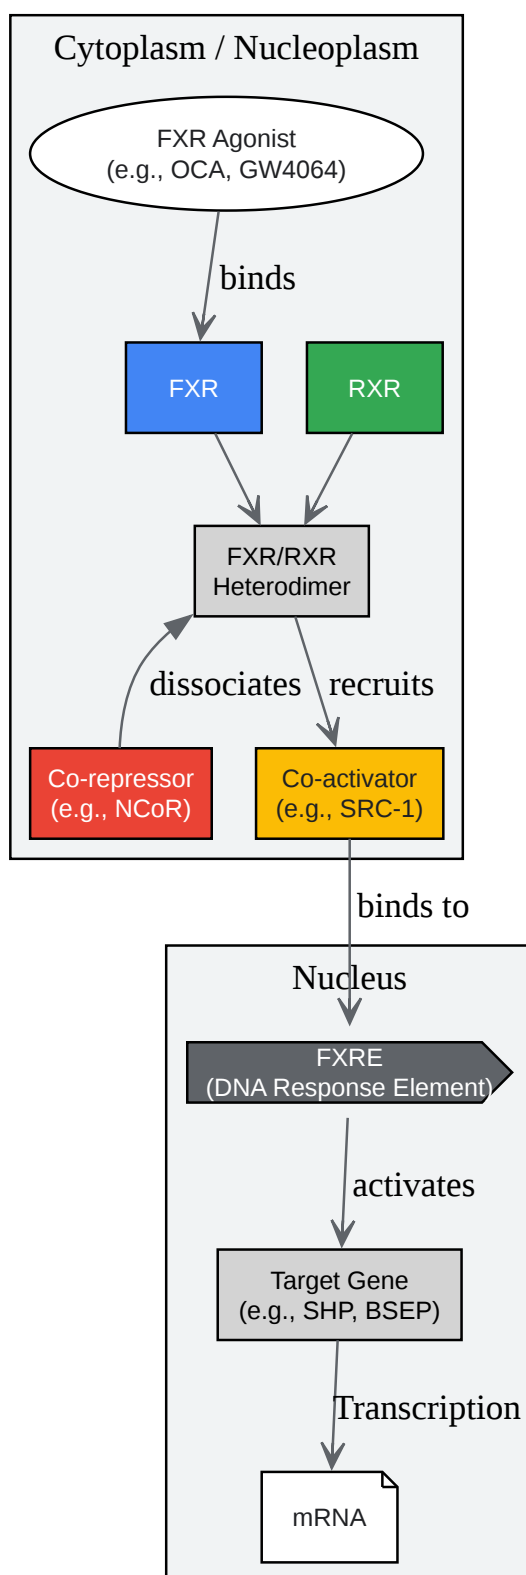 Cytoplasm / Nucleoplasm
FXR Agonist
(e.g., OCA, GW4064)
binds
FXR
RXR
FXR/RXR
Heterodimer
dissociates
recruits
Co-repressor
(e.g., NCoR)
Co-activator
(e.g., SRC-1)
binds to
Nucleus
FXRE
(DNA Response Element)
activates
Target Gene
(e.g., SHP, BSEP)
Transcription
mRNA